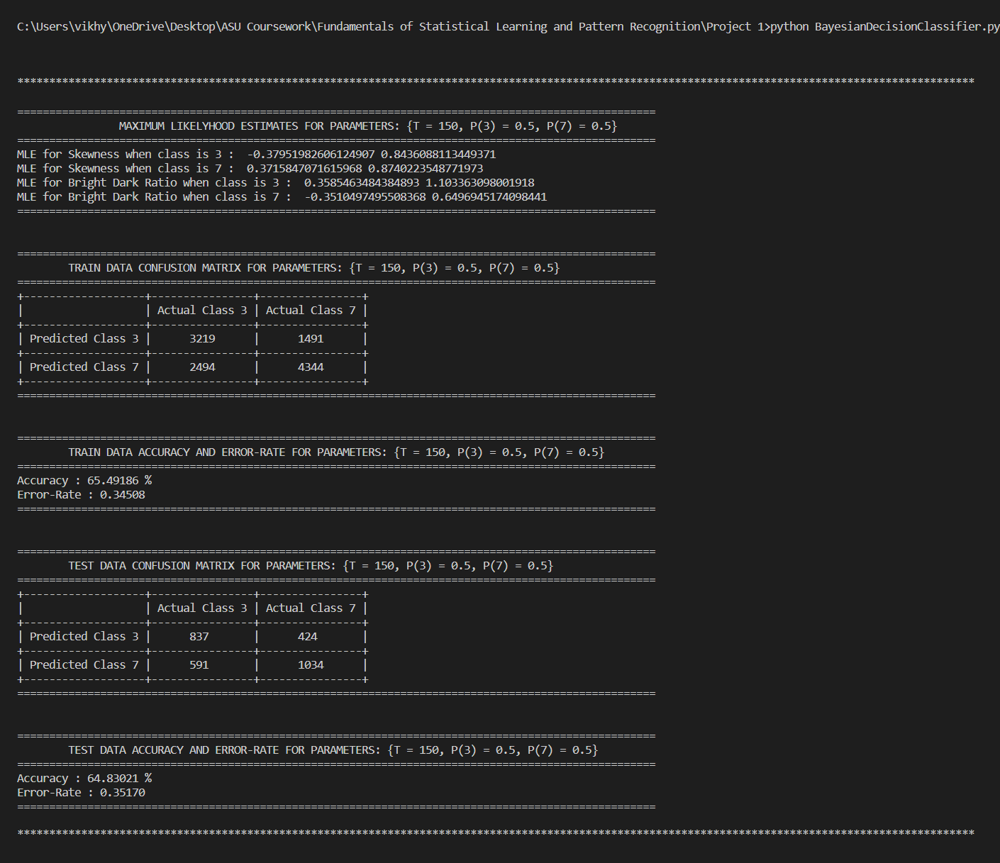 C:\Users\vikhy\OneDrive\Desktop\ASU Coursework\Fundamentals of Statistical Learning and Pattern Recognition\Project 1>python BayesianDecisionClassifier.py
******************************************************************************************************************************************************
====================================================================================================
MAXIMUM LIKELYHOOD ESTIMATES FOR PARAMETERS: {T = 150, P(3) = 0.5, P(7) = 0.5}
====================================================================================================
MLE for Skewness when class is 3 :  -0.37951982606124907 0.8436088113449371
MLE for Skewness when class is 7 :  0.3715847071615968 0.8740223548771973
MLE for Bright Dark Ratio when class is 3 :  0.3585463484384893 1.103363098001918
MLE for Bright Dark Ratio when class is 7 :  -0.3510497495508368 0.6496945174098441
====================================================================================================
====================================================================================================
TRAIN DATA CONFUSION MATRIX FOR PARAMETERS: {T = 150, P(3) = 0.5, P(7) = 0.5}
====================================================================================================
+-------------------+----------------+----------------+
|                   | Actual Class 3 | Actual Class 7 |
+-------------------+----------------+----------------+
| Predicted Class 3 |      3219      |      1491      |
+-------------------+----------------+----------------+
| Predicted Class 7 |      2494      |      4344      |
+-------------------+----------------+----------------+
====================================================================================================
====================================================================================================
TRAIN DATA ACCURACY AND ERROR-RATE FOR PARAMETERS: {T = 150, P(3) = 0.5, P(7) = 0.5}
====================================================================================================
Accuracy : 65.49186 %
Error-Rate : 0.34508
====================================================================================================
====================================================================================================
TEST DATA CONFUSION MATRIX FOR PARAMETERS: {T = 150, P(3) = 0.5, P(7) = 0.5}
====================================================================================================
+-------------------+----------------+----------------+
|                   | Actual Class 3 | Actual Class 7 |
+-------------------+----------------+----------------+
| Predicted Class 3 |      837       |      424       |
+-------------------+----------------+----------------+
| Predicted Class 7 |      591       |      1034      |
+-------------------+----------------+----------------+
====================================================================================================
====================================================================================================
TEST DATA ACCURACY AND ERROR-RATE FOR PARAMETERS: {T = 150, P(3) = 0.5, P(7) = 0.5}
====================================================================================================
Accuracy : 64.83021 %
Error-Rate : 0.35170
====================================================================================================
******************************************************************************************************************************************************